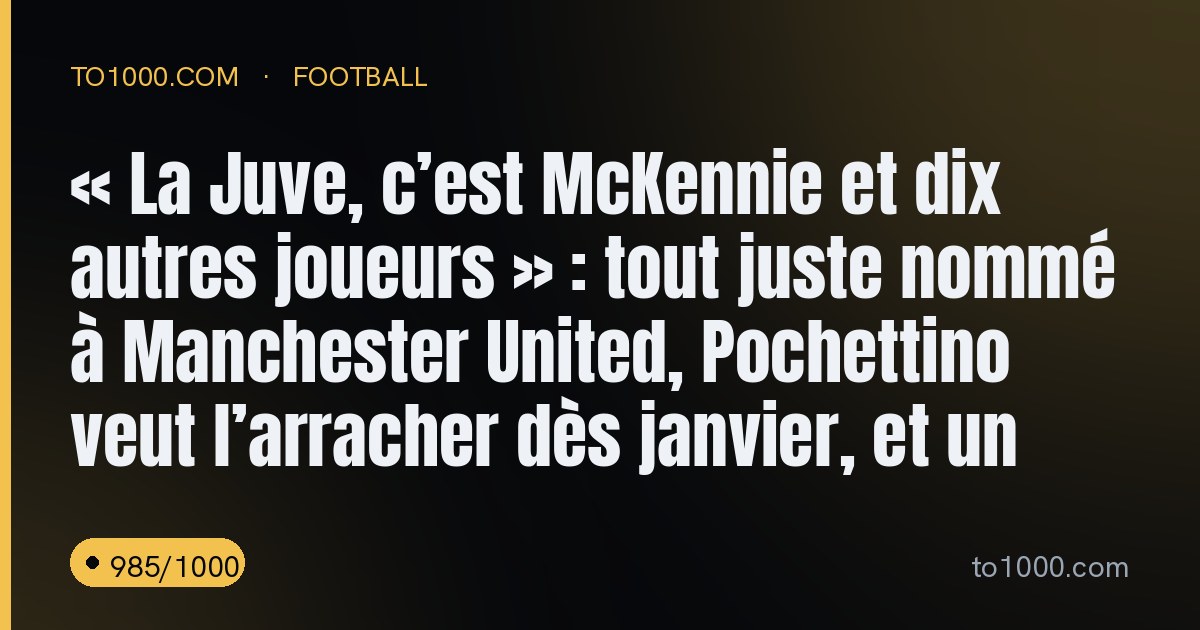 TO1000.COM · FOOTBALL
« La Juve, c’est McKennie et dix
autres joueurs » : tout juste nommé
à Manchester United, Pochettino
veut l’arracher dès janvier, et un
985/1000
to1000.com